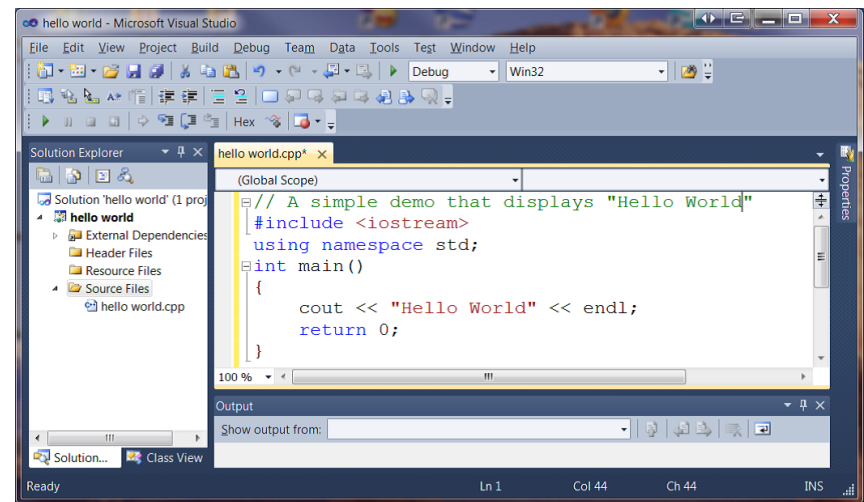 hello world - Microsoft Visual Studio
File Edit View Project Build Debug Team Data Tools Test Window Help
Debug Win32
Hex
Solution Explorer
Solution 'hello world' (1 proj
hello world
External Dependencies
Header Files
Resource Files
Source Files
hello world.cpp
Solution... Class View
hello world.cpp*
(Global Scope)
// A simple demo that displays "Hello World"
#include <iostream>
using namespace std;
int main()
{
cout << "Hello World" << endl;
return 0;
}
100 %
Output
Show output from:
Properties
Ready Ln 1 Col 44 Ch 44 INS